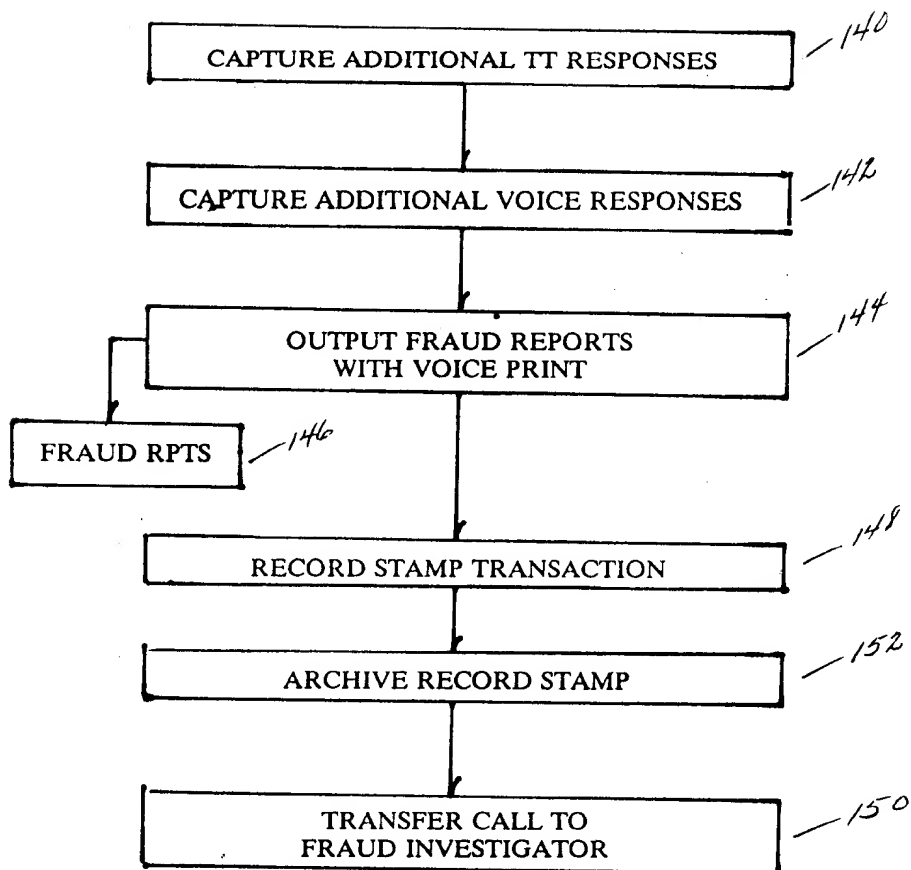 CAPTURE ADDITIONAL TT RESPONSES
140
CAPTURE ADDITIONAL VOICE RESPONSES
142
OUTPUT FRAUD REPORTS
WITH VOICE PRINT
144
FRAUD RPTS
146
RECORD STAMP TRANSACTION
148
ARCHIVE RECORD STAMP
152
TRANSFER CALL TO
FRAUD INVESTIGATOR
150